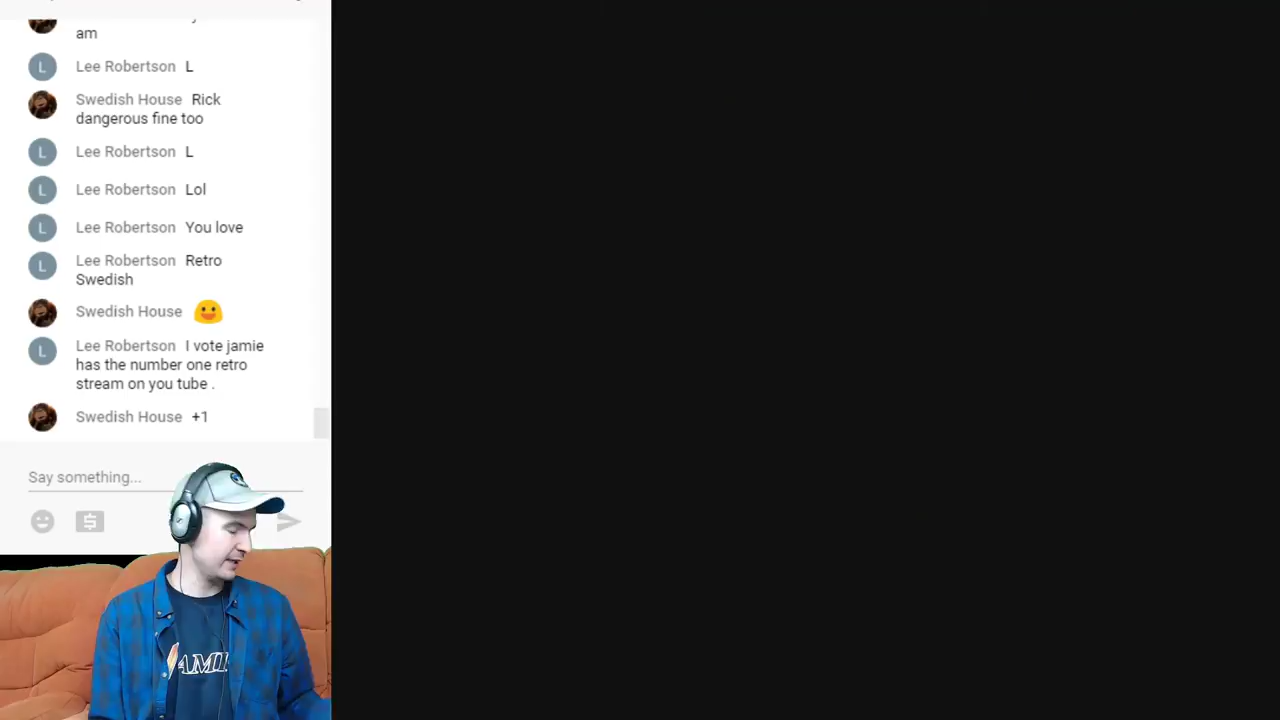 am
Lee Robertson L
Swedish House Rick
dangerous fine too
Lee Robertson L
Lee Robertson Lol
Lee Robertson You love
Lee Robertson Retro
Swedish
Swedish House
Lee Robertson I vote jamie
has the number one retro
stream on you tube .
Swedish House +1
Say something...